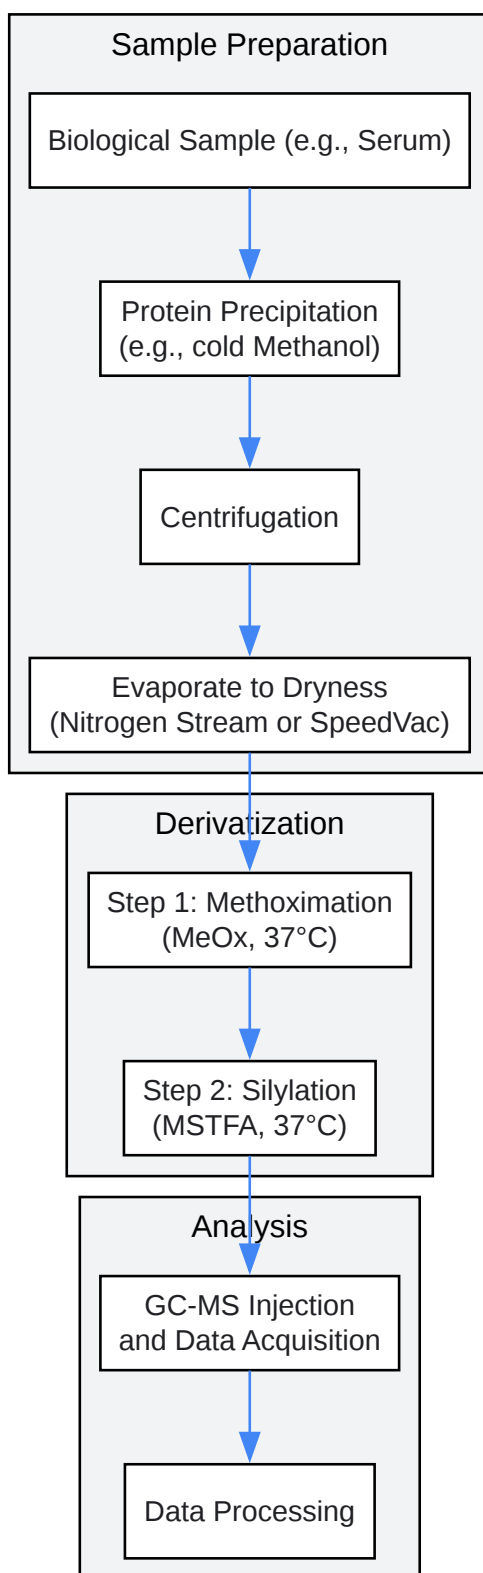 Sample Preparation
Biological Sample (e.g., Serum)
Protein Precipitation
(e.g., cold Methanol)
Centrifugation
Evaporate to Dryness
(Nitrogen Stream or SpeedVac)
Derivatization
Step 1: Methoximation
(MeOx, 37°C)
Step 2: Silylation
(MSTFA, 37°C)
Analysis
GC-MS Injection
and Data Acquisition
Data Processing